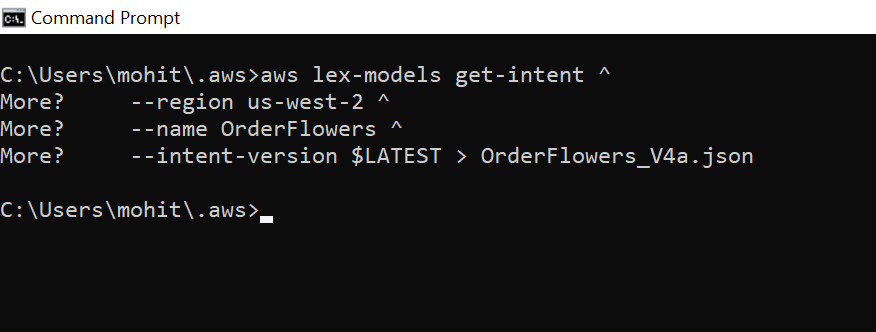 Command Prompt
C:\Users\mohit\.aws>aws lex-models get-intent ^
More?     --region us-west-2 ^
More?     --name OrderFlowers ^
More?     --intent-version $LATEST > OrderFlowers_V4a.json
C:\Users\mohit\.aws>